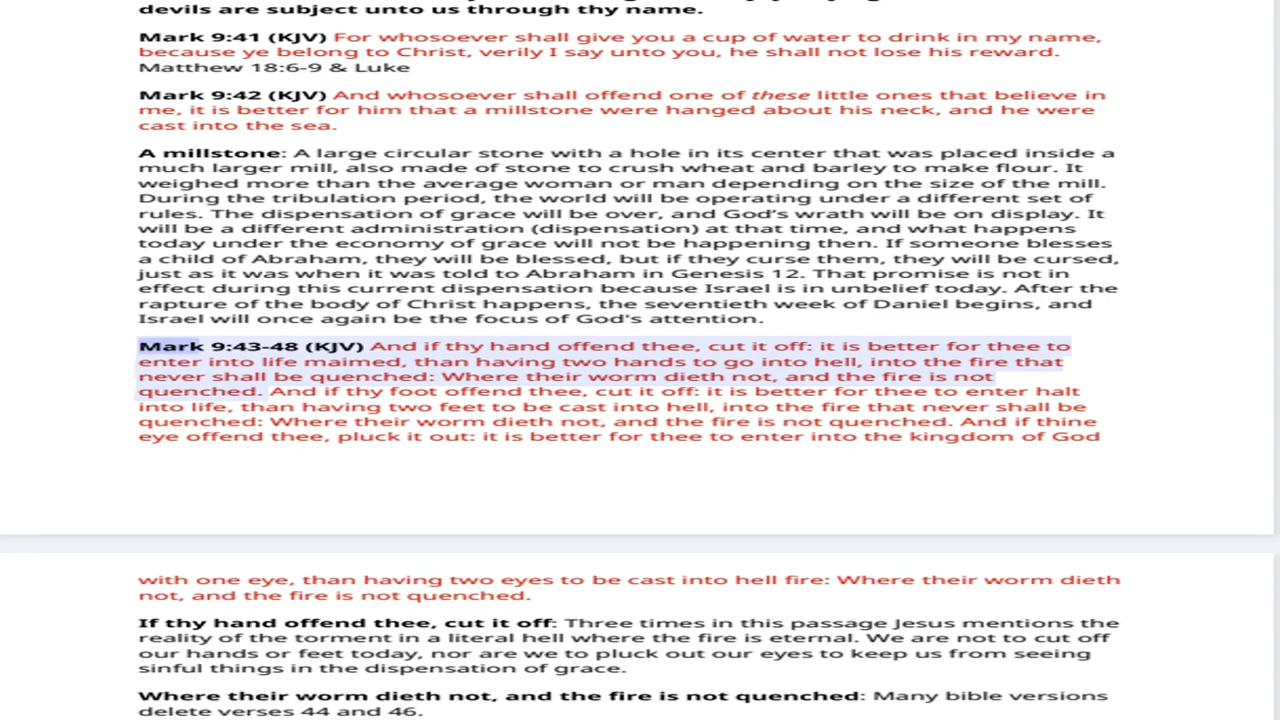 devils are subject unto us through thy name.
Mark 9:41 (KJV) For whosoever shall give you a cup of water to drink in my name,
because ye belong to Christ, verily I say unto you, he shall not lose his reward.
Matthew 18:6-9 & Luke
Mark 9:42 (KJV) And whosoever shall offend one of these little ones that believe in
me, it is better for him that a millstone were hanged about his neck, and he were
cast into the sea.
A millstone: A large circular stone with a hole in its center that was placed inside a
much larger mill, also made of stone to crush wheat and barley to make flour. It
weighed more than the average woman or man depending on the size of the mill.
During the tribulation period, the world will be operating under a different set of
rules. The dispensation of grace will be over, and God’s wrath will be on display. It
will be a different administration (dispensation) at that time, and what happens
today under the economy of grace will not be happening then. If someone blesses
a child of Abraham, they will be blessed, but if they curse them, they will be cursed,
just as it was when it was told to Abraham in Genesis 12. That promise is not in
effect during this current dispensation because Israel is in unbelief today. After the
rapture of the body of Christ happens, the seventieth week of Daniel begins, and
Israel will once again be the focus of God's attention.
Mark 9:43-48 (KJV) And if thy hand offend thee, cut it off: it is better for thee to
enter into life maimed, than having two hands to go into hell, into the fire that
never shall be quenched: Where their worm dieth not, and the fire is not
quenched. And if thy foot offend thee, cut it off: it is better for thee to enter halt
into life, than having two feet to be cast into hell, into the fire that never shall be
quenched: Where their worm dieth not, and the fire is not quenched. And if thine
eye offend thee, pluck it out: it is better for thee to enter into the kingdom of God
with one eye, than having two eyes to be cast into hell fire: Where their worm dieth
not, and the fire is not quenched.
If thy hand offend thee, cut it off: Three times in this passage Jesus mentions the
reality of the torment in a literal hell where the fire is eternal. We are not to cut off
our hands or feet today, nor are we to pluck out our eyes to keep us from seeing
sinful things in the dispensation of grace.
Where their worm dieth not, and the fire is not quenched: Many bible versions
delete verses 44 and 46.